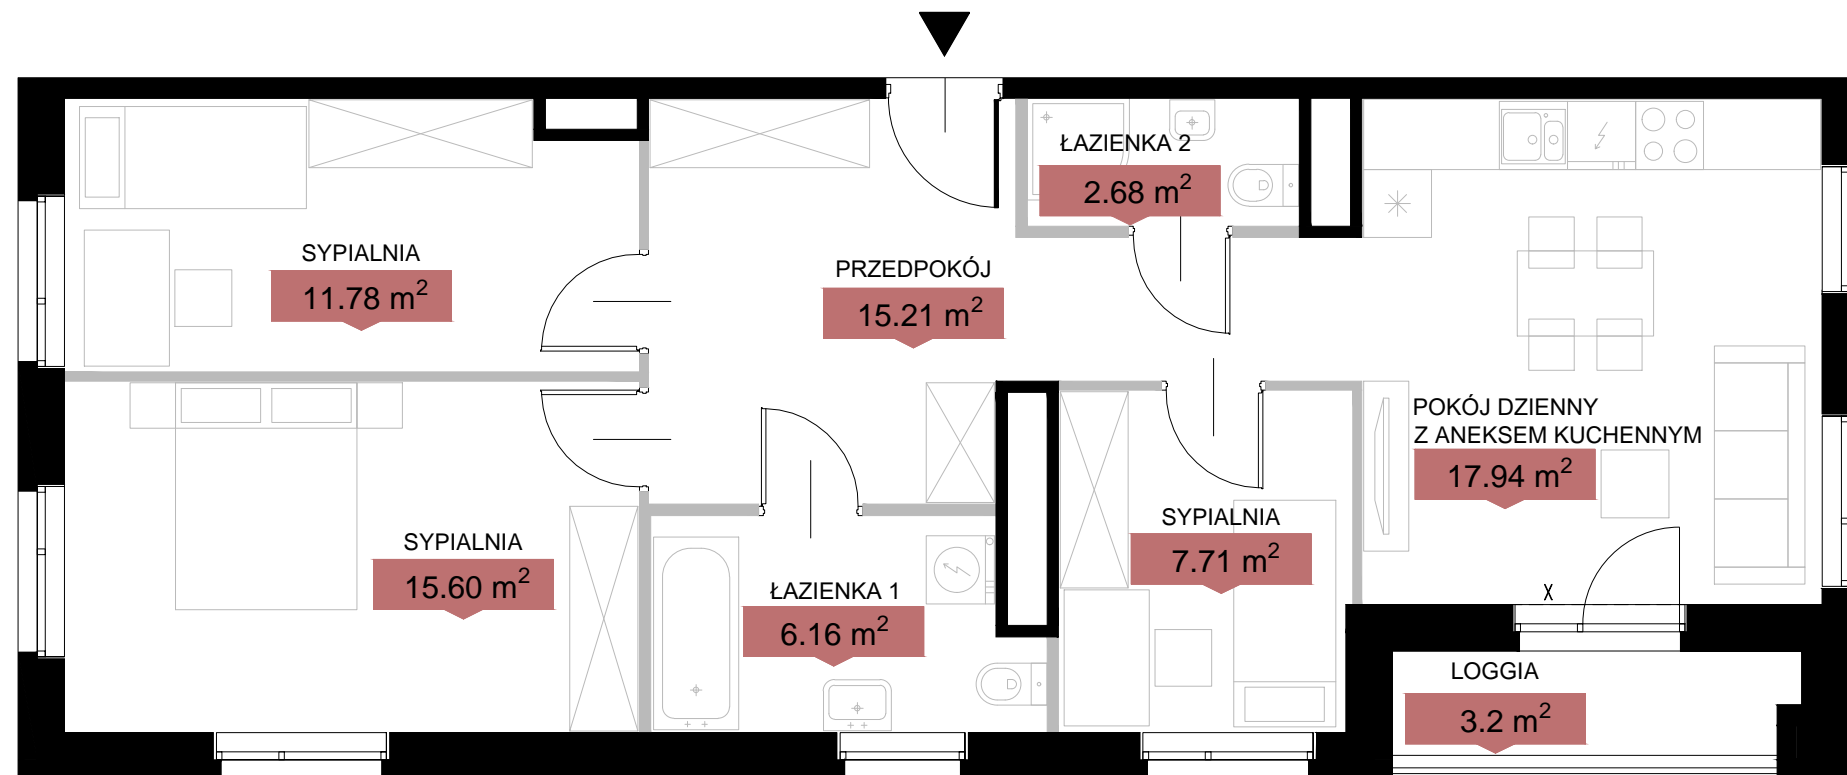 ŁAZIENKA 2
2.68 m²
SYPIALNIA
11.78 m²
PRZEDPOKÓJ
15.21 m²
POKÓJ DZIENNY
Z ANEKSEM KUCHENNYM
17.94 m²
SYPIALNIA
15.60 m²
ŁAZIENKA 1
6.16 m²
SYPIALNIA
7.71 m²
X
LOGGIA
3.2 m²